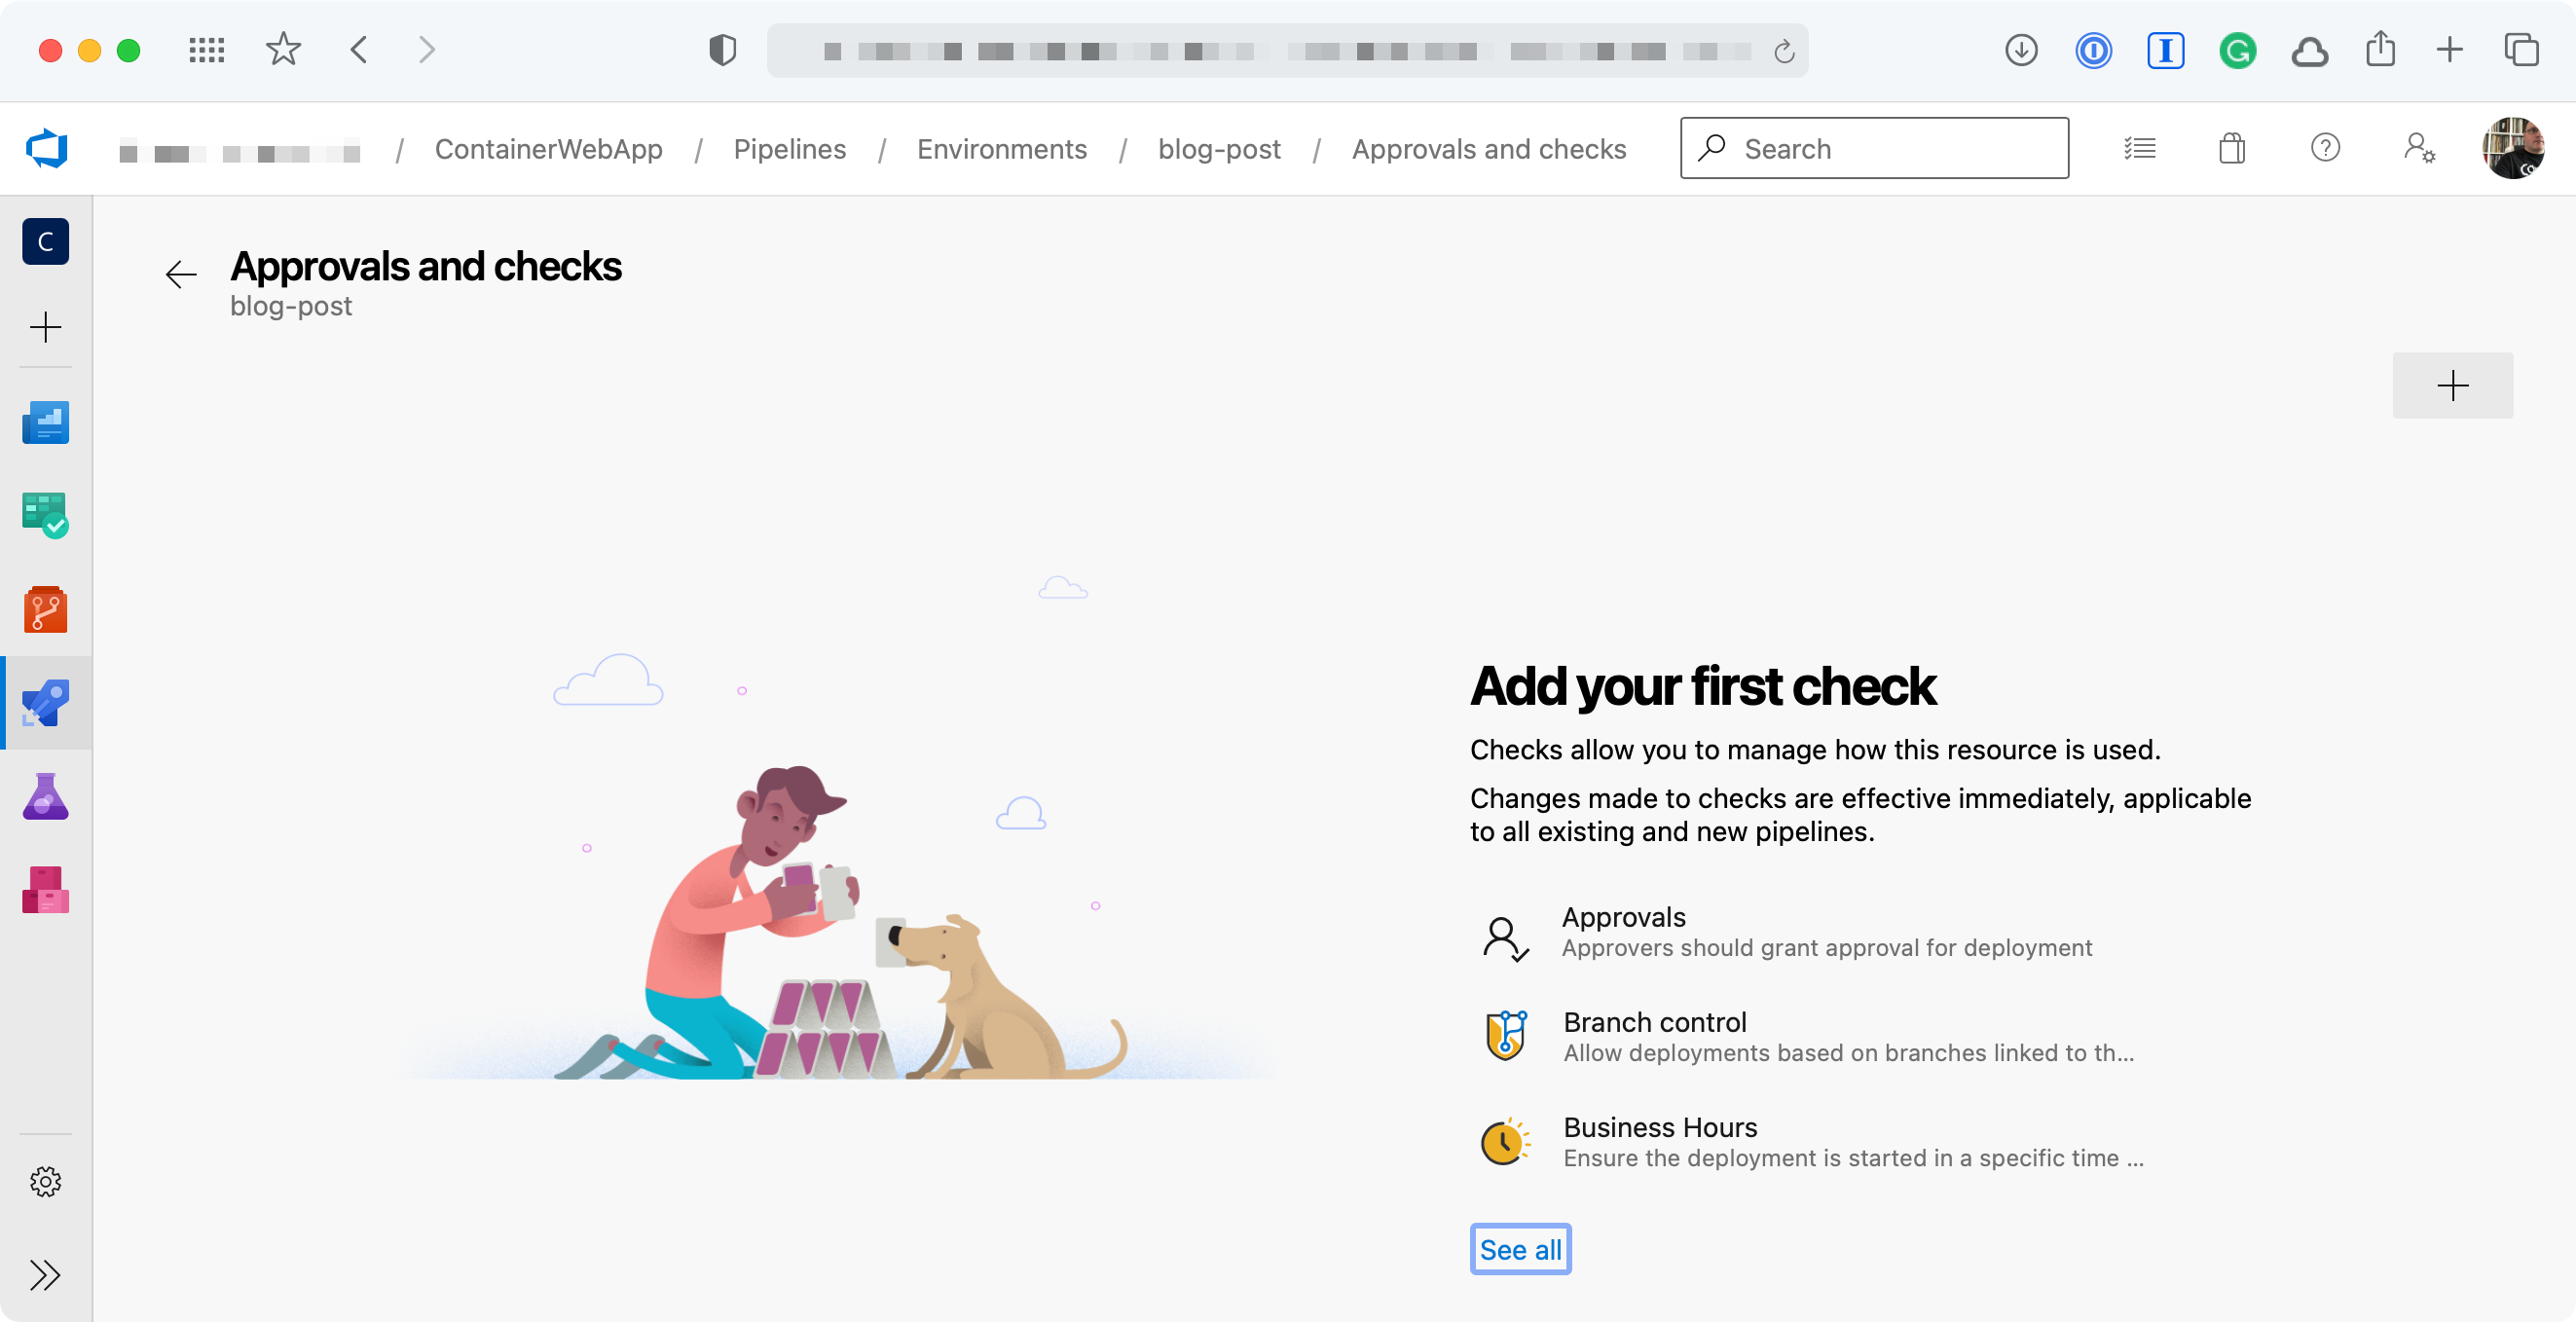 / ContainerWebApp / Pipelines / Environments / blog-post / Approvals and checks
Search
C
Approvals and checks
blog-post
Add your first check
Checks allow you to manage how this resource is used.
Changes made to checks are effective immediately, applicable
to all existing and new pipelines.
Approvals
Approvers should grant approval for deployment
Branch control
Allow deployments based on branches linked to th...
Business Hours
Ensure the deployment is started in a specific time ...
See all